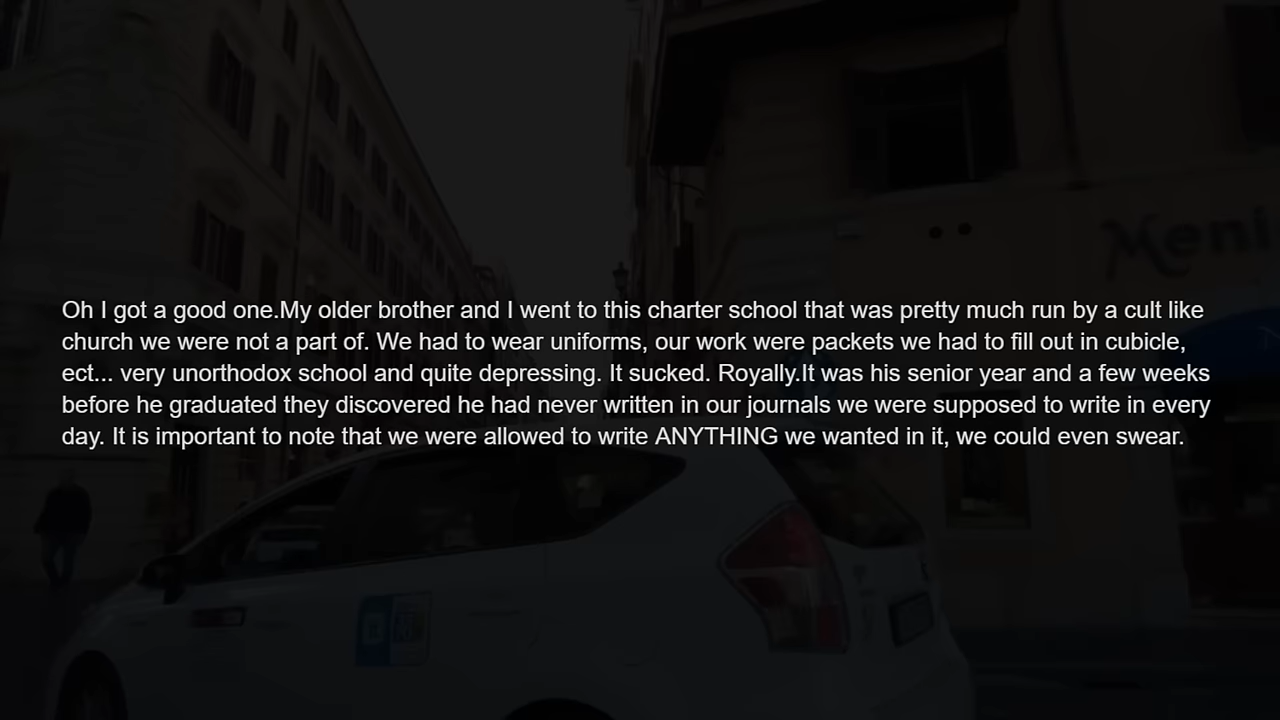 Oh I got a good one.My older brother and I went to this charter school that was pretty much run by a cult like
church we were not a part of. We had to wear uniforms, our work were packets we had to fill out in cubicle,
ect... very unorthodox school and quite depressing. It sucked. Royally.It was his senior year and a few weeks
before he graduated they discovered he had never written in our journals we were supposed to write in every
day. It is important to note that we were allowed to write ANYTHING we wanted in it, we could even swear.